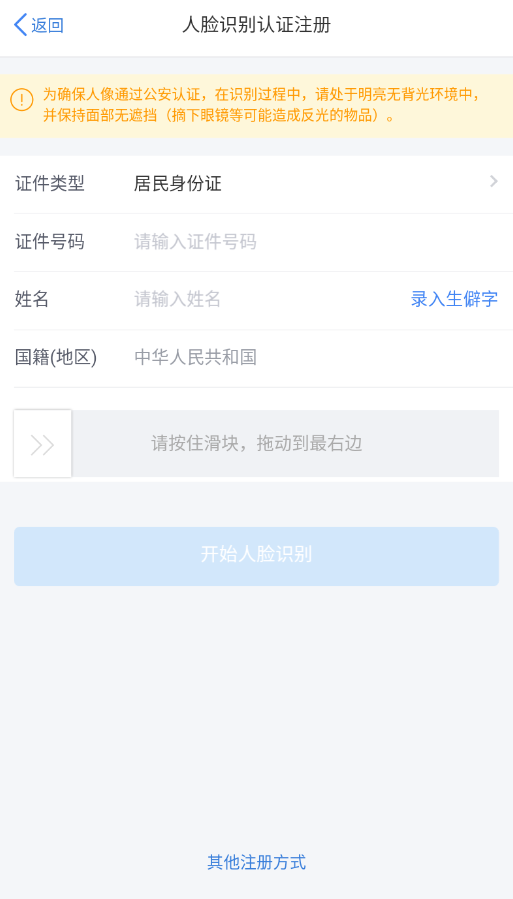 返回
人脸识别认证注册
为确保人像通过公安认证，在识别过程中，请处于明亮无背光环境中，
并保持面部无遮挡（摘下眼镜等可能造成反光的物品）。
证件类型 居民身份证
证件号码 请输入证件号码
姓名 请输入姓名 录入生僻字
国籍(地区) 中华人民共和国
请按住滑块，拖动到最右边
开始人脸识别
其他注册方式